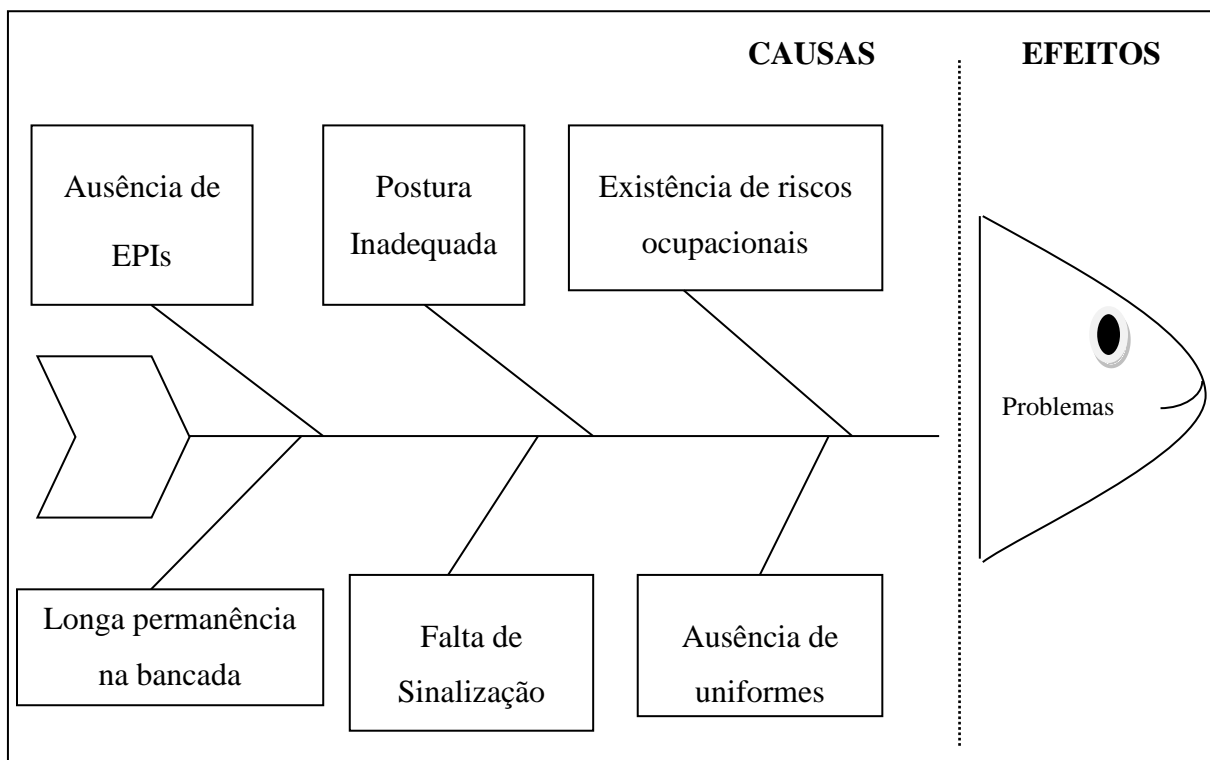 CAUSAS
EFEITOS
Ausência de
EPIs
Postura
Inadequada
Existência de riscos
ocupacionais
Problemas
Longa permanência
na bancada
Falta de
Sinalização
Ausência de
uniformes